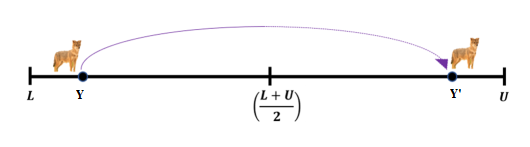 L Y (L + U / 2) Y' U